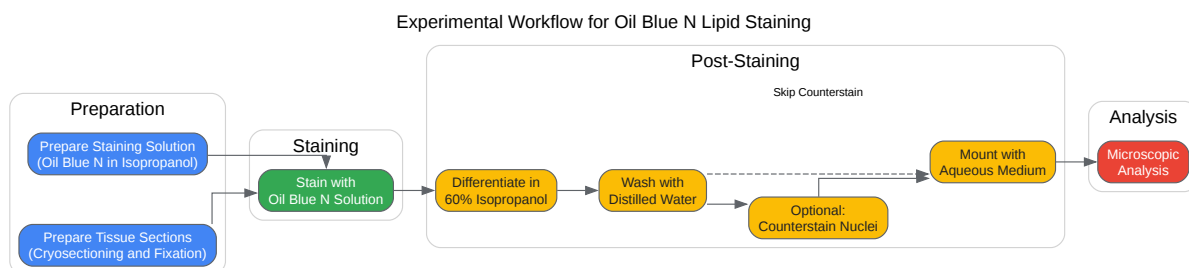 Experimental Workflow for Oil Blue N Lipid Staining
Preparation
Prepare Staining Solution
(Oil Blue N in Isopropanol)
Prepare Tissue Sections
(Cryosectioning and Fixation)
Staining
Stain with
Oil Blue N Solution
Post-Staining
Skip Counterstain
Differentiate in
60% Isopropanol
Wash with
Distilled Water
Optional:
Counterstain Nuclei
Mount with
Aqueous Medium
Analysis
Microscopic
Analysis